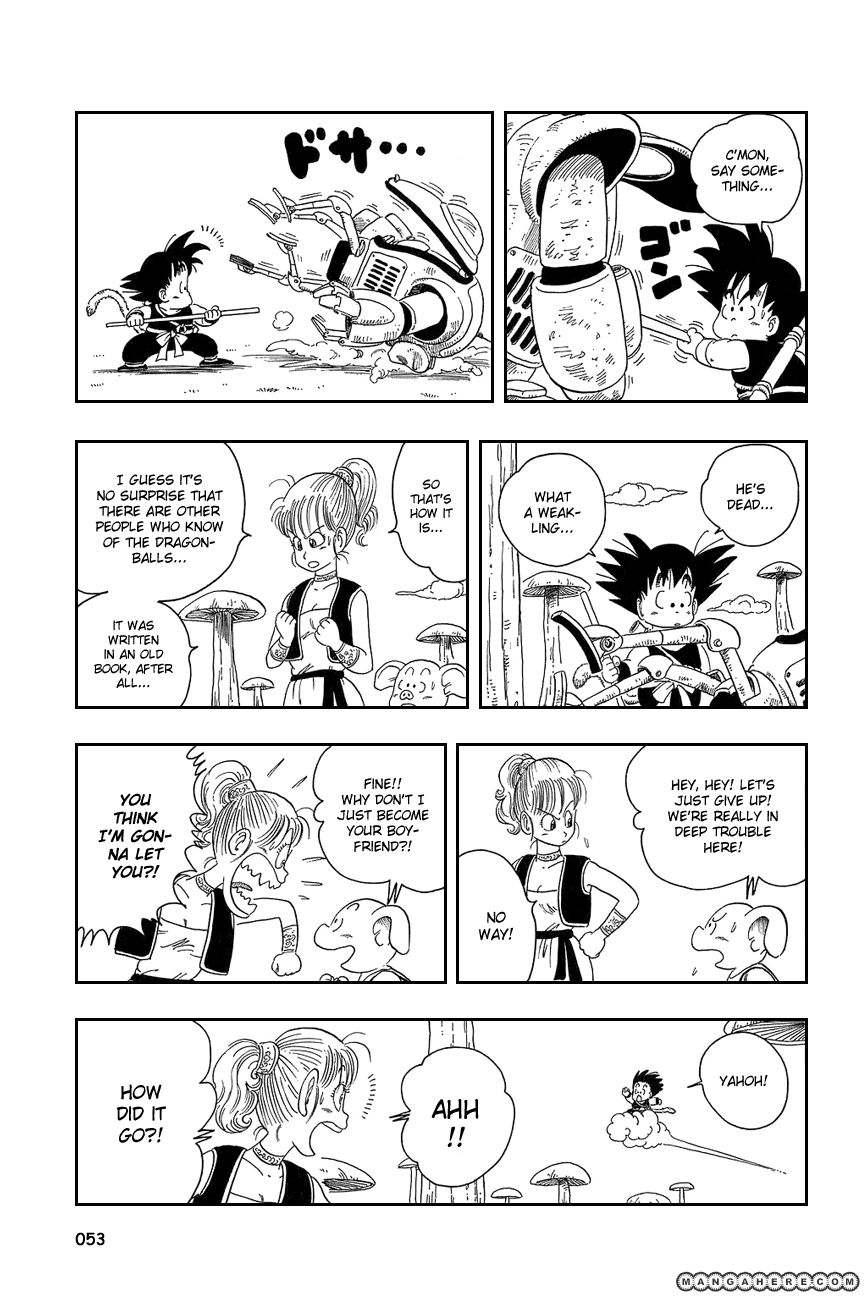 C'MON,
SAY SOME-
THING...
ゴン
ドサ…
HE'S
DEAD...
WHAT
A WEAK-
LING...
SO
THAT'S
HOW IT
IS...
I GUESS IT'S
NO SURPRISE THAT
THERE ARE OTHER
PEOPLE WHO KNOW
OF THE DRAGON-
BALLS...
IT WAS
WRITTEN
IN AN OLD
BOOK, AFTER
ALL...
HEY, HEY! LET'S
JUST GIVE UP!
WE'RE REALLY IN
DEEP TROUBLE
HERE!
NO
WAY!
FINE!!
WHY DON'T I
JUST BECOME
YOUR BOY-
FRIEND?!
YOU
THINK
I'M GON-
NA LET
YOU?!
YAHOH!
AHH
!!
HOW
DID IT
GO?!
053
MANGAHERE.COM